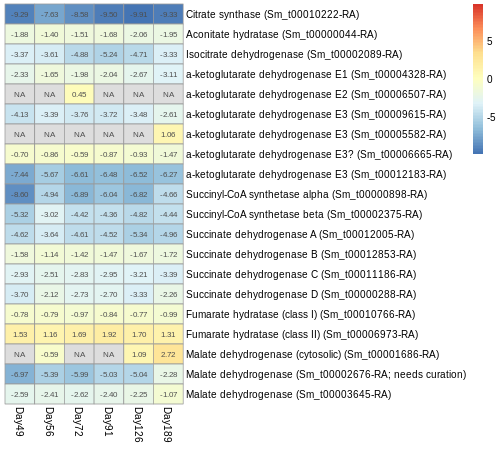 -9.29 -7.63 -8.58 -9.50 -9.91 -9.33 Citrate synthase (Sm_t00010222-RA)
-1.88 -1.40 -1.51 -1.68 -2.06 -1.95 Aconitate hydratase (Sm_t00000044-RA)
-3.37 -3.61 -4.88 -5.24 -4.71 -3.33 Isocitrate dehydrogenase (Sm_t00002089-RA)
-2.33 -1.65 -1.98 -2.04 -2.67 -3.11 a-ketoglutarate dehydrogenase E1 (Sm_t00004328-RA)
NA NA 0.45 NA NA NA a-ketoglutarate dehydrogenase E2 (Sm_t00006507-RA)
-4.13 -3.39 -3.76 -3.72 -3.48 -2.61 a-ketoglutarate dehydrogenase E3 (Sm_t00009615-RA)
NA NA NA NA NA 1.06 a-ketoglutarate dehydrogenase E3 (Sm_t00005582-RA)
-0.70 -0.86 -0.59 -0.87 -0.93 -1.47 a-ketoglutarate dehydrogenase E3? (Sm_t00006665-RA)
-7.44 -5.67 -6.61 -6.48 -6.52 -6.27 a-ketoglutarate dehydrogenase E3 (Sm_t00012183-RA)
-8.60 -4.94 -6.89 -6.04 -6.82 -4.66 Succinyl-CoA synthetase alpha (Sm_t00000898-RA)
-5.32 -3.02 -4.42 -4.36 -4.82 -4.44 Succinyl-CoA synthetase beta (Sm_t00002375-RA)
-4.62 -3.64 -4.61 -4.52 -5.34 -4.96 Succinate dehydrogenase A (Sm_t00012005-RA)
-1.58 -1.14 -1.42 -1.47 -1.67 -1.72 Succinate dehydrogenase B (Sm_t00012853-RA)
-2.93 -2.51 -2.83 -2.95 -3.21 -3.39 Succinate dehydrogenase C (Sm_t00011186-RA)
-3.70 -2.12 -2.73 -2.70 -3.33 -2.26 Succinate dehydrogenase D (Sm_t00000288-RA)
-0.78 -0.79 -0.97 -0.84 -0.77 -0.99 Fumarate hydratase (class I) (Sm_t00010766-RA)
1.53 1.16 1.69 1.92 1.70 1.31 Fumarate hydratase (class II) (Sm_t00006973-RA)
NA -0.59 NA NA 1.09 2.72 Malate dehydrogenase (cytosolic) (Sm_t00001686-RA)
-6.97 -5.39 -5.99 -5.03 -5.04 -2.28 Malate dehydrogenase (Sm_t00002676-RA; needs curation)
-2.59 -2.41 -2.62 -2.40 -2.25 -1.07 Malate dehydrogenase (Sm_t00003645-RA)
Day49 Day56 Day72 Day91 Day126 Day189
5
0
-5